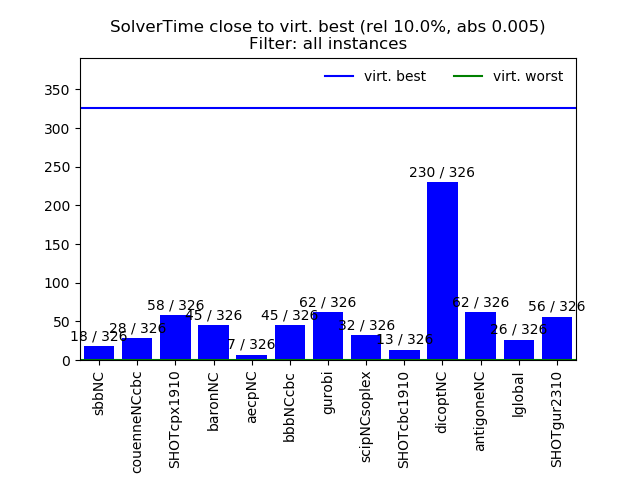 SolverTime close to virt. best (rel 10.0%, abs 0.005)
Filter: all instances
virt. best
virt. worst
350
300
250
200
150
100
50
0
18 / 326
28 / 326
58 / 326
45 / 326
7 / 326
45 / 326
62 / 326
32 / 326
13 / 326
230 / 326
62 / 326
26 / 326
56 / 326
sbbNC
couenneNCcbc
SHOTcpx1910
baronNC
aecpNC
bbbNCcbc
gurobi
scipNCsoplex
SHOTcbc1910
dicoptNC
antigoneNC
lglobal
SHOTgur2310